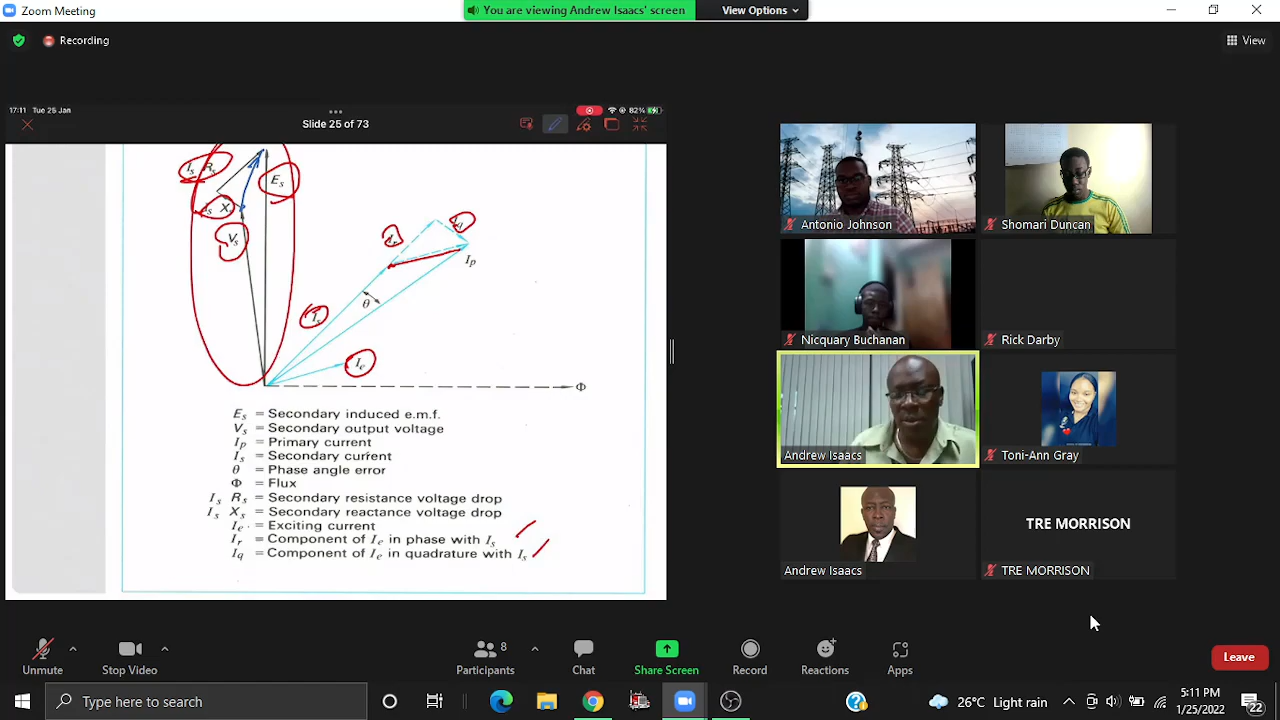 Zoom Meeting
You are viewing Andrew Isaacs' screen
View Options
Recording
View
17:11 Tue 25 Jan
82%
Slide 25 of 73
Is Rs
Es
Is X
Vs
Ir
Iq
Ip
θ
Is
Ie
Φ
Es = Secondary induced e.m.f.
Vs = Secondary output voltage
Ip = Primary current
Is = Secondary current
θ = Phase angle error
Φ = Flux
Is Rs = Secondary resistance voltage drop
Is Xs = Secondary reactance voltage drop
Ie = Exciting current
Ir = Component of Ie in phase with Is
Iq = Component of Ie in quadrature with Is
Antonio Johnson
Shomari Duncan
Nicquary Buchanan
Rick Darby
Andrew Isaacs
Toni-Ann Gray
Andrew Isaacs
TRE MORRISON
TRE MORRISON
Unmute
Stop Video
8
Participants
Chat
Share Screen
Record
Reactions
Apps
Leave
Type here to search
26°C Light rain
5:11 PM
1/25/2022
22